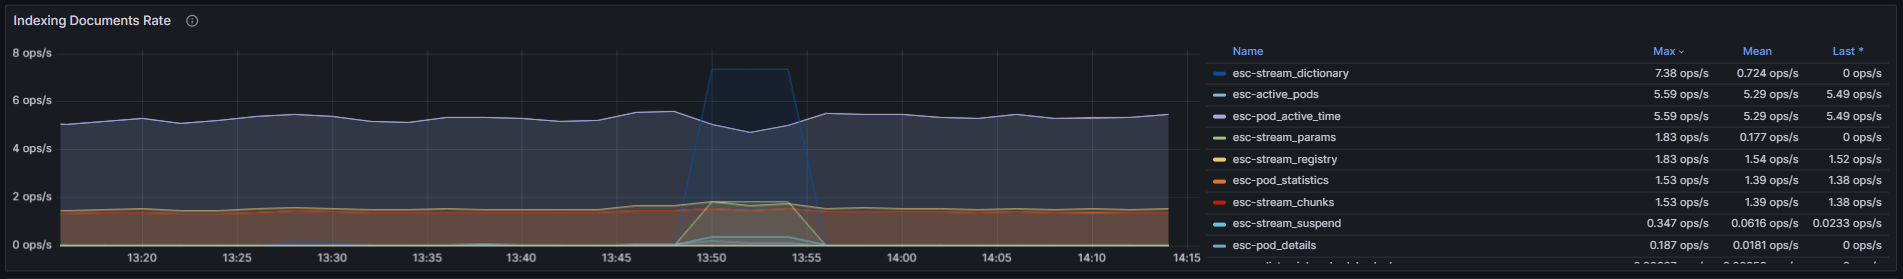 Indexing Documents Rate
8 ops/s
6 ops/s
4 ops/s
2 ops/s
0 ops/s
13:20 13:25 13:30 13:35 13:40 13:45 13:50 13:55 14:00 14:05 14:10 14:15
Name Max Mean Last *
esc-stream_dictionary 7.38 ops/s 0.724 ops/s 0 ops/s
esc-active_pods 5.59 ops/s 5.29 ops/s 5.49 ops/s
esc-pod_active_time 5.59 ops/s 5.29 ops/s 5.49 ops/s
esc-stream_params 1.83 ops/s 0.177 ops/s 0 ops/s
esc-stream_registry 1.83 ops/s 1.54 ops/s 1.52 ops/s
esc-pod_statistics 1.53 ops/s 1.39 ops/s 1.38 ops/s
esc-stream_chunks 1.53 ops/s 1.39 ops/s 1.38 ops/s
esc-stream_suspend 0.347 ops/s 0.0616 ops/s 0.0233 ops/s
esc-pod_details 0.187 ops/s 0.0181 ops/s 0 ops/s